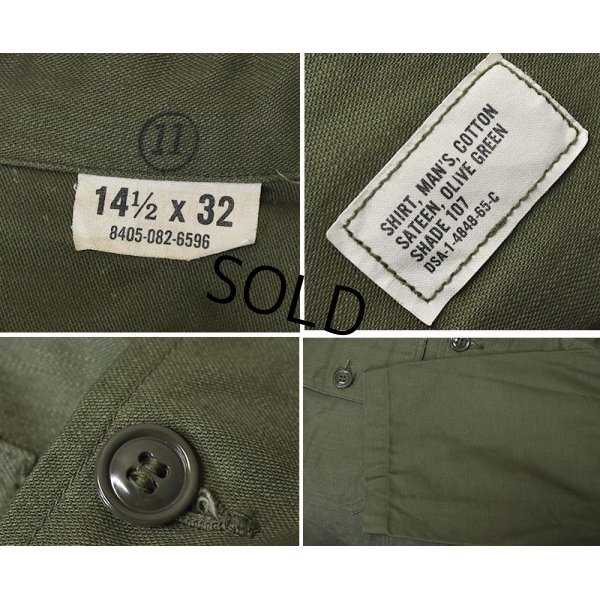 11
14½ x 32
8405-082-6596
SHIRT, MAN'S, COTTON
SATEEN, OLIVE GREEN
SHADE 107
DSA-1-4848-65-C
SOLD